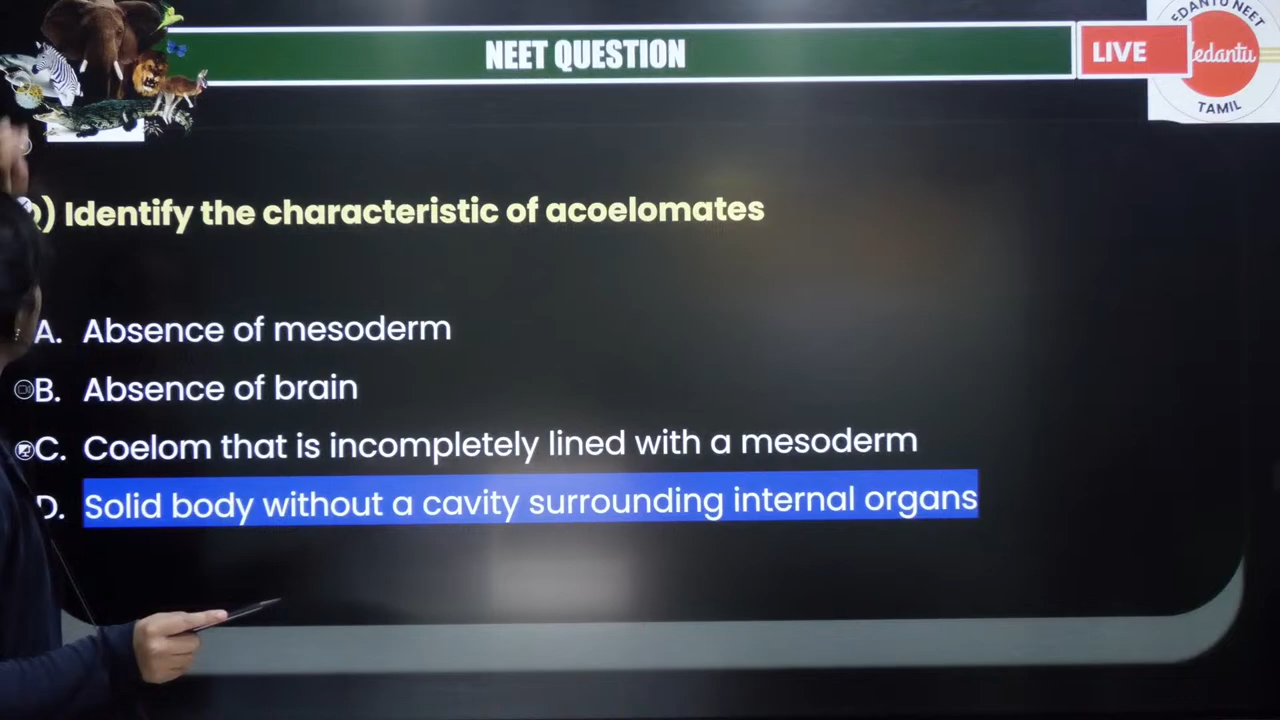 NEET QUESTION
LIVE
EDANTU NEET
edantu
TAMIL
) Identify the characteristic of acoelomates
A. Absence of mesoderm
B. Absence of brain
C. Coelom that is incompletely lined with a mesoderm
D. Solid body without a cavity surrounding internal organs